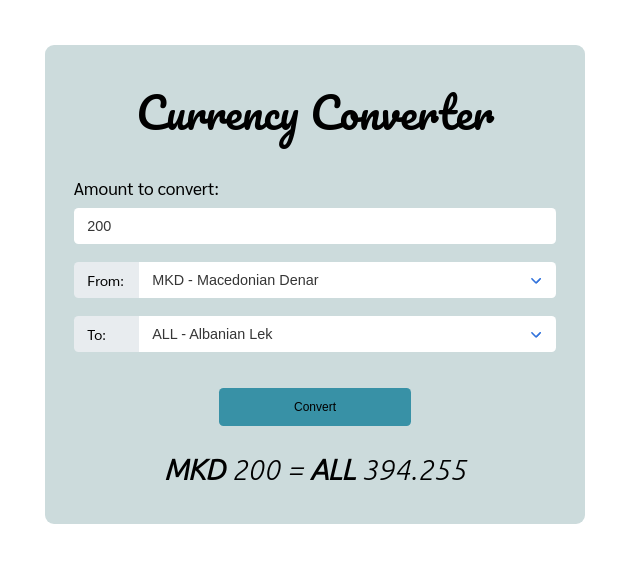 Currency Converter
Amount to convert:
200
From: MKD - Macedonian Denar
To: ALL - Albanian Lek
Convert
MKD 200 = ALL 394.255